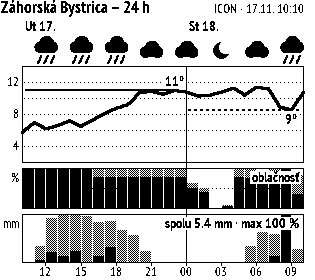 Záhorská Bystrica – 24 h
ICON - 17.11. 10:10
Ut 17.
St 18.
11°
12
8
4
9°
%
oblačnosť
mm
spolu 5.4 mm · max 100 %
12 15 18 21 00 03 06 09